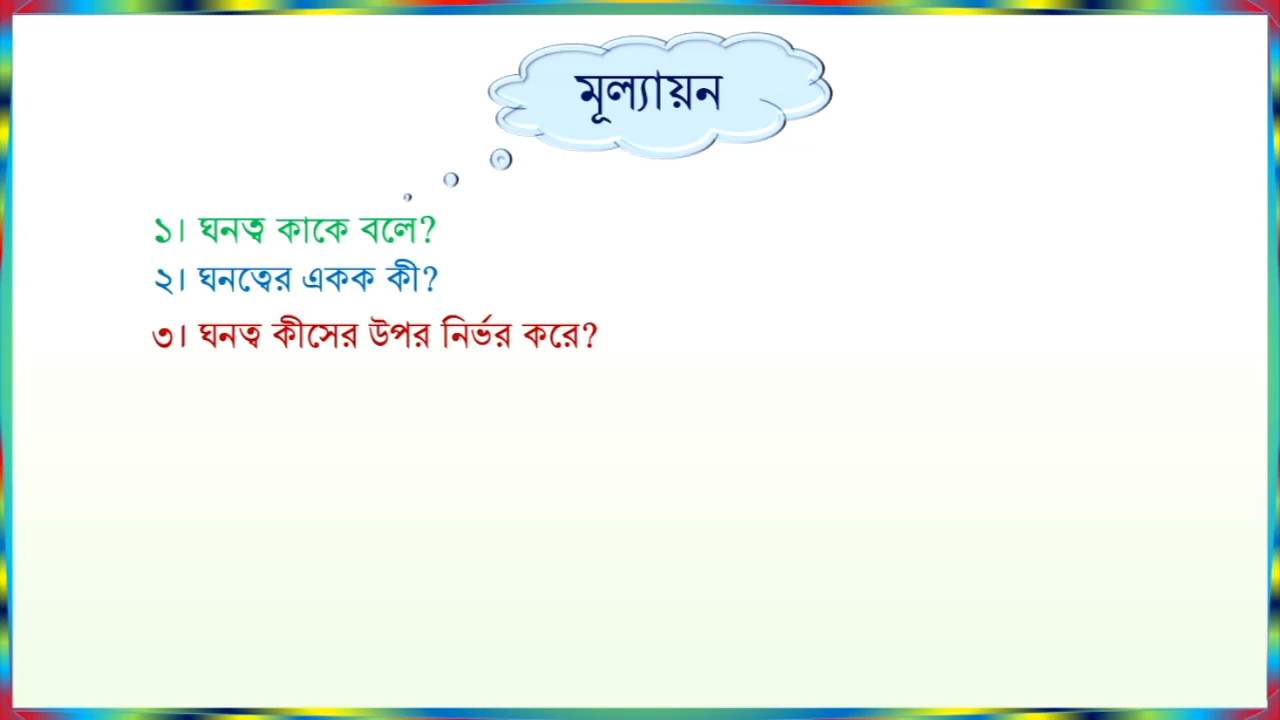 মূল্যায়ন
১। ঘনত্ব কাকে বলে?
২। ঘনত্বের একক কী?
৩। ঘনত্ব কীসের উপর নির্ভর করে?